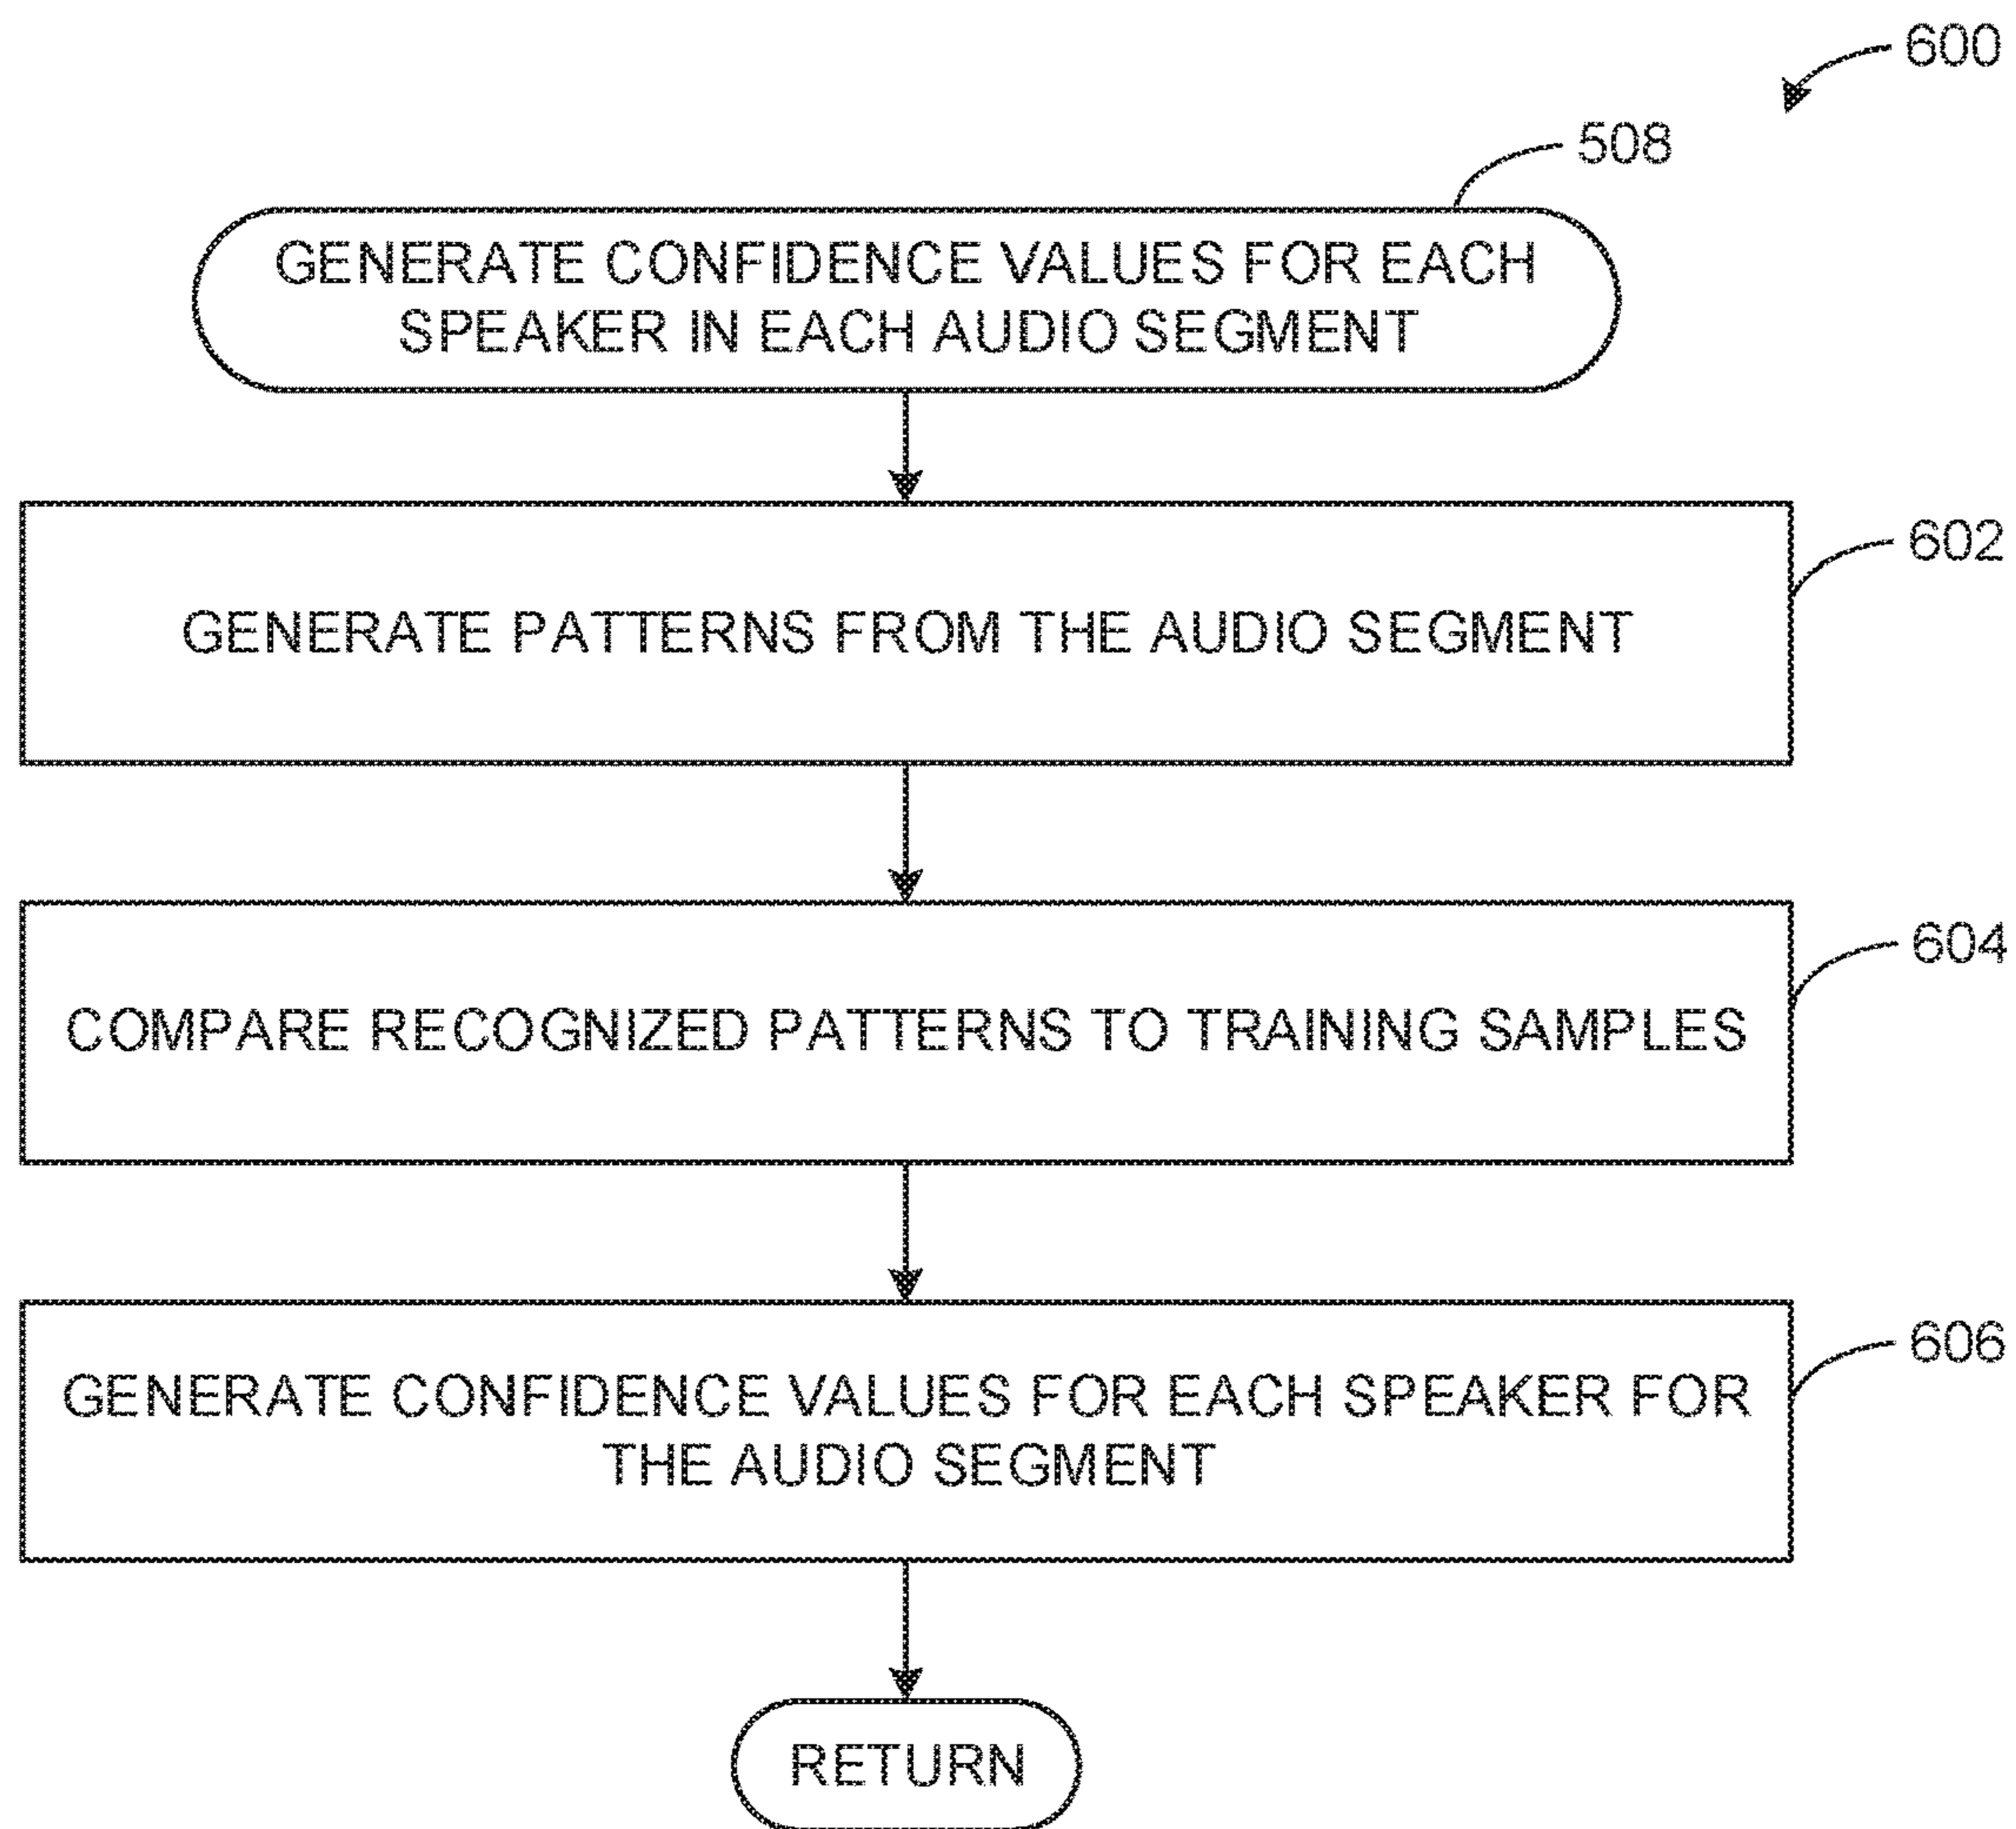 600
508
GENERATE CONFIDENCE VALUES FOR EACH
SPEAKER IN EACH AUDIO SEGMENT
602
GENERATE PATTERNS FROM THE AUDIO SEGMENT
604
COMPARE RECOGNIZED PATTERNS TO TRAINING SAMPLES
606
GENERATE CONFIDENCE VALUES FOR EACH SPEAKER FOR
THE AUDIO SEGMENT
RETURN